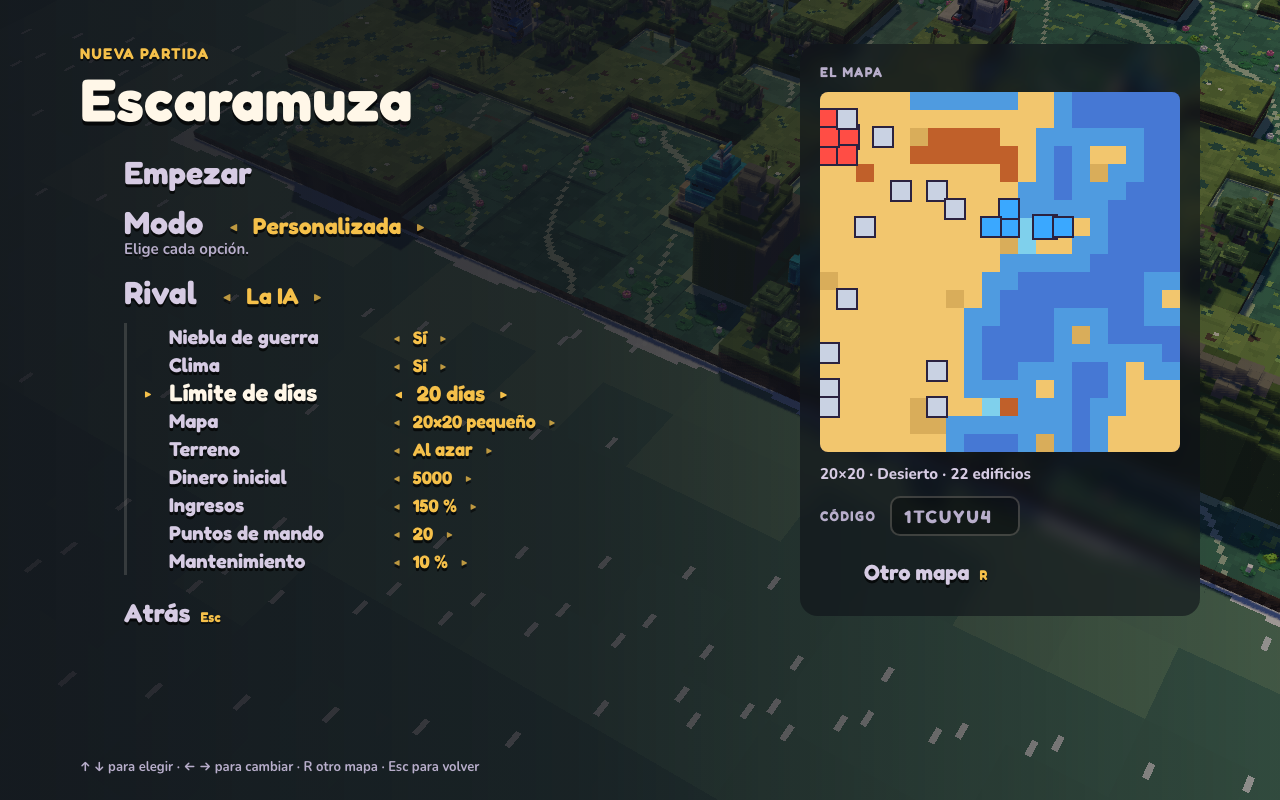 NUEVA PARTIDA
Escaramuza
Empezar
Modo ◂ Personalizada ▸
Elige cada opción.
Rival ◂ La IA ▸
Niebla de guerra ◂ Sí ▸
Clima ◂ Sí ▸
▸ Límite de días ◂ 20 días ▸
Mapa ◂ 20×20 pequeño ▸
Terreno ◂ Al azar ▸
Dinero inicial ◂ 5000 ▸
Ingresos ◂ 150 % ▸
Puntos de mando ◂ 20 ▸
Mantenimiento ◂ 10 % ▸
Atrás Esc
↑ ↓ para elegir · ← → para cambiar · R otro mapa · Esc para volver
EL MAPA
20×20 · Desierto · 22 edificios
CÓDIGO 1TCUYU4
Otro mapa R